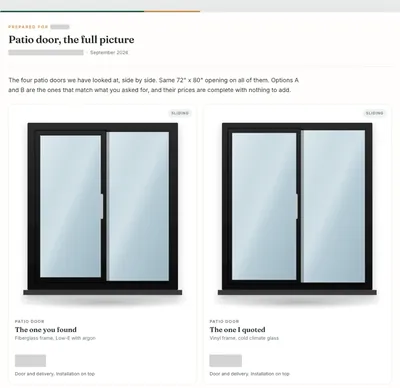 PREPARED FOR
Patio door, the full picture
· September 2026
The four patio doors we have looked at, side by side. Same 72" x 80" opening on all of them. Options A
and B are the ones that match what you asked for, and their prices are complete with nothing to add.
SLIDING
SLIDING
PATIO DOOR
The one you found
Fiberglass frame, Low-E with argon
Door and delivery. Installation on top
PATIO DOOR
The one I quoted
Vinyl frame, cold climate glass
Door and delivery. Installation on top